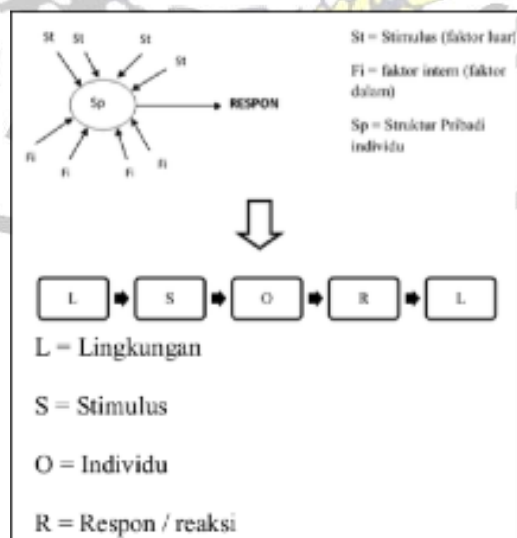 St St St
St
Sp RESPON
Fi Fi Fi Fi
St = Stimulus (faktor luar)
Fi = faktor intern (faktor
dalam)
Sp = Struktur Pribadi
individu
L S O R L
L = Lingkungan
S = Stimulus
O = Individu
R = Respon / reaksi